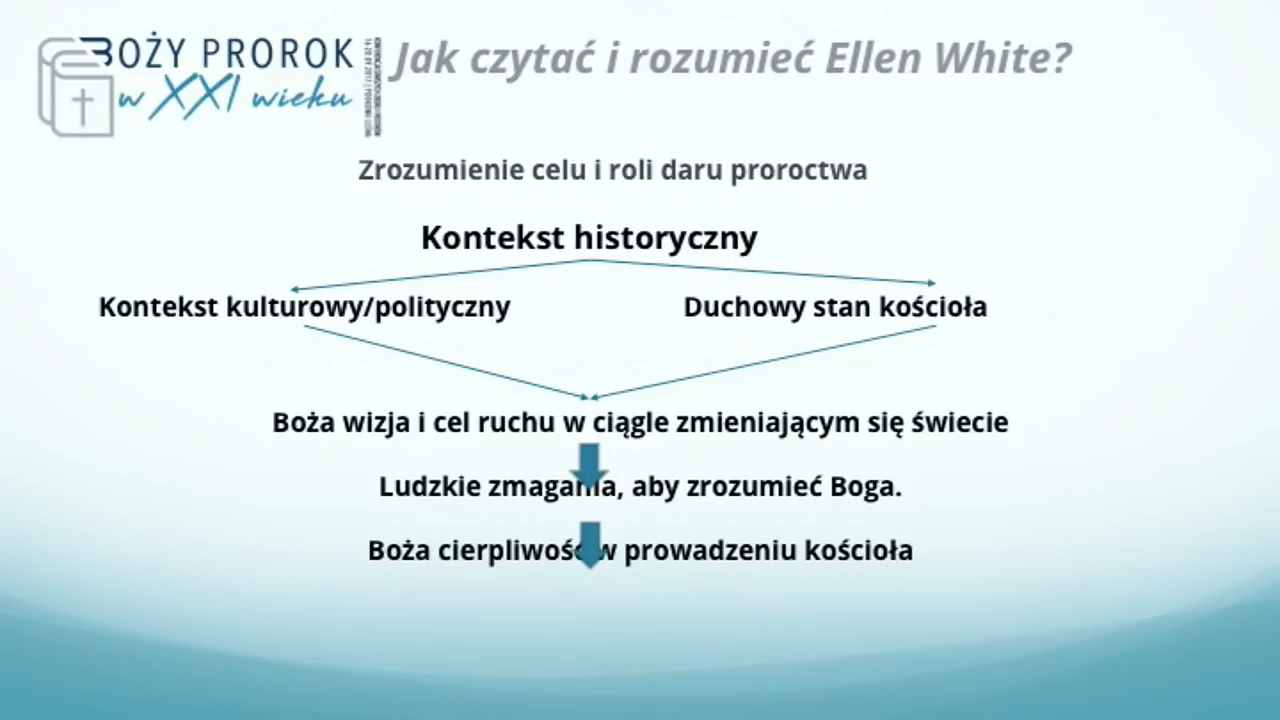 BOŻY PROROK
w XXI wieku
Jak czytać i rozumieć Ellen White?
Zrozumienie celu i roli daru proroctwa
Kontekst historyczny
Kontekst kulturowy/polityczny
Duchowy stan kościoła
Boża wizja i cel ruchu w ciągle zmieniającym się świecie
Ludzkie zmagania, aby zrozumieć Boga.
Boża cierpliwość w prowadzeniu kościoła